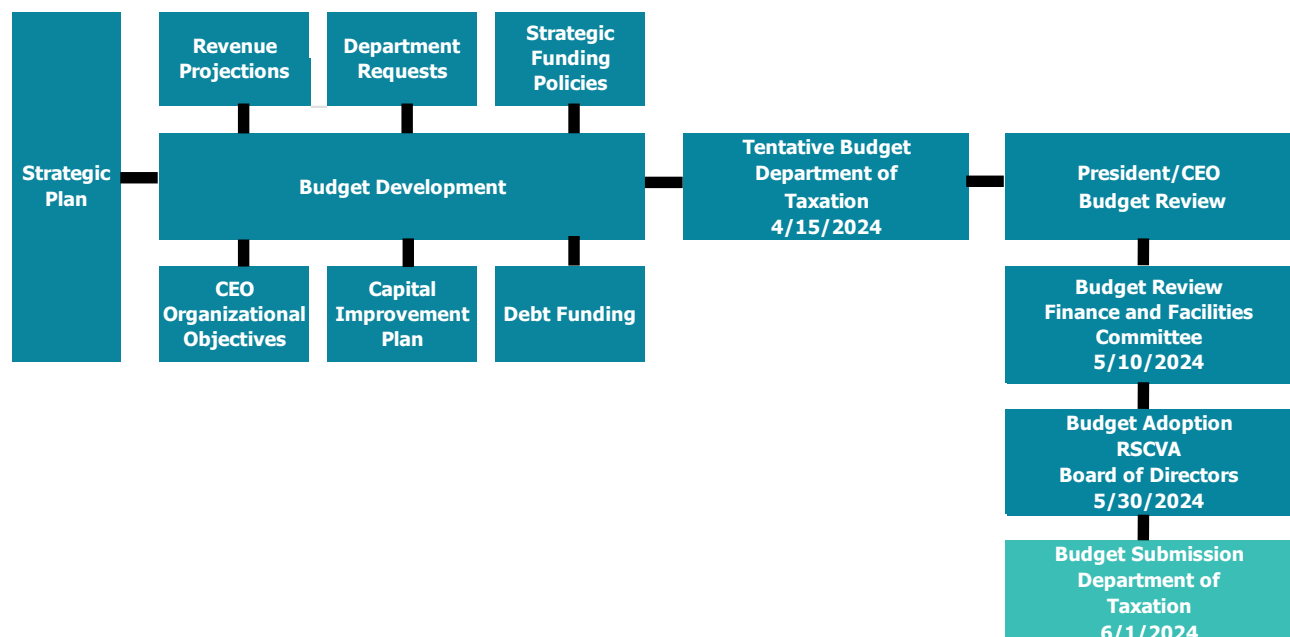 Strategic
Plan
Revenue
Projections
Department
Requests
Strategic
Funding
Policies
Budget Development
CEO
Organizational
Objectives
Capital
Improvement
Plan
Debt Funding
Tentative Budget
Department of
Taxation
4/15/2024
President/CEO
Budget Review
Budget Review
Finance and Facilities
Committee
5/10/2024
Budget Adoption
RSCVA
Board of Directors
5/30/2024
Budget Submission
Department of
Taxation
6/1/2024